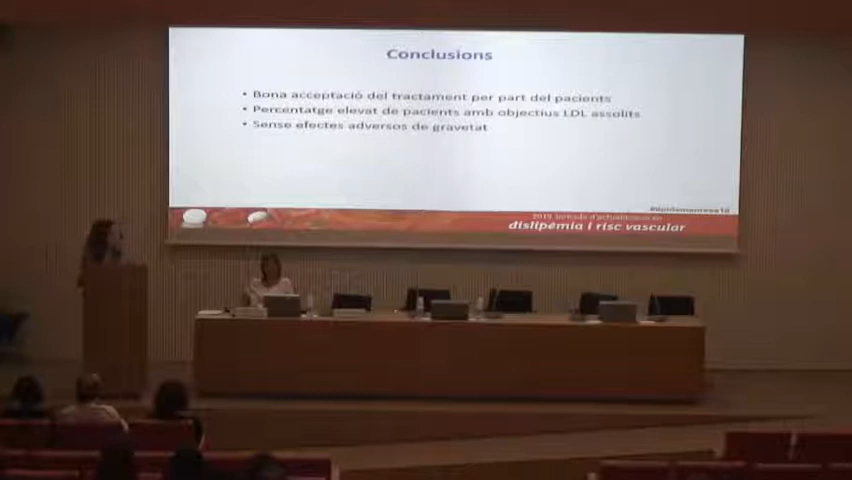 Conclusions
• Bona acceptació del tractament per part del pacients
• Percentatge elevat de pacients amb objectius LDL assolits
• Sense efectes adversos de gravetat
dislipèmia i risc vascular